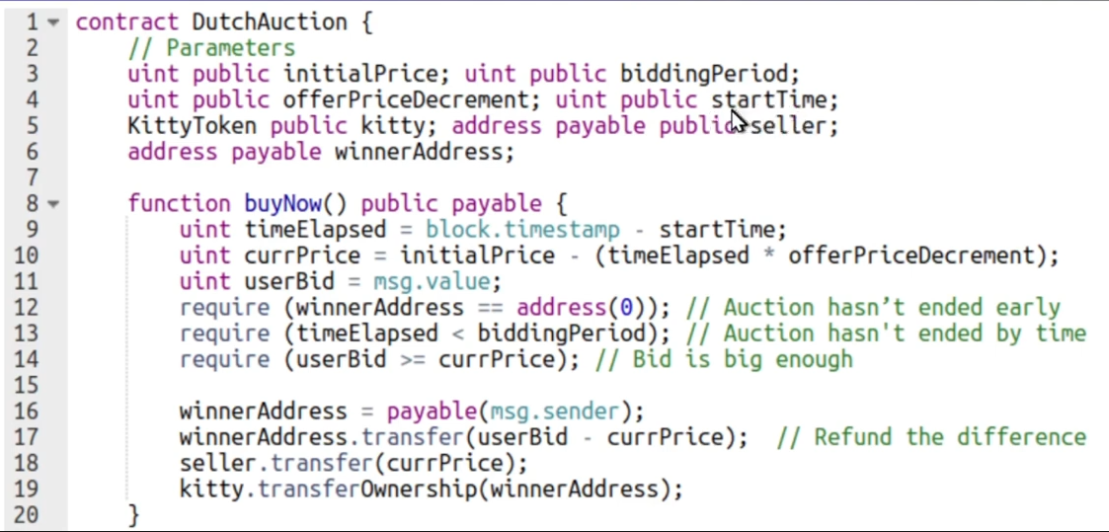 1 contract DutchAuction {
2 // Parameters
3 uint public initialPrice; uint public biddingPeriod;
4 uint public offerPriceDecrement; uint public startTime;
5 KittyToken public kitty; address payable public seller;
6 address payable winnerAddress;
7
8 function buyNow() public payable {
9 uint timeElapsed = block.timestamp - startTime;
10 uint currPrice = initialPrice - (timeElapsed * offerPriceDecrement);
11 uint userBid = msg.value;
12 require (winnerAddress == address(0)); // Auction hasn’t ended early
13 require (timeElapsed < biddingPeriod); // Auction hasn't ended by time
14 require (userBid >= currPrice); // Bid is big enough
15
16 winnerAddress = payable(msg.sender);
17 winnerAddress.transfer(userBid - currPrice); // Refund the difference
18 seller.transfer(currPrice);
19 kitty.transferOwnership(winnerAddress);
20 }